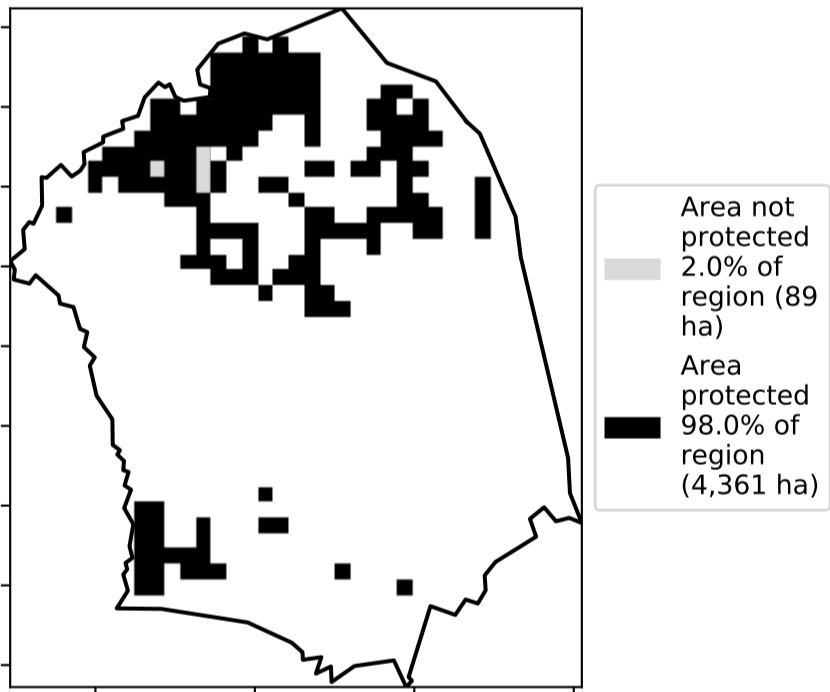 Area not
protected
2.0% of
region (89
ha)
Area
protected
98.0% of
region
(4,361 ha)